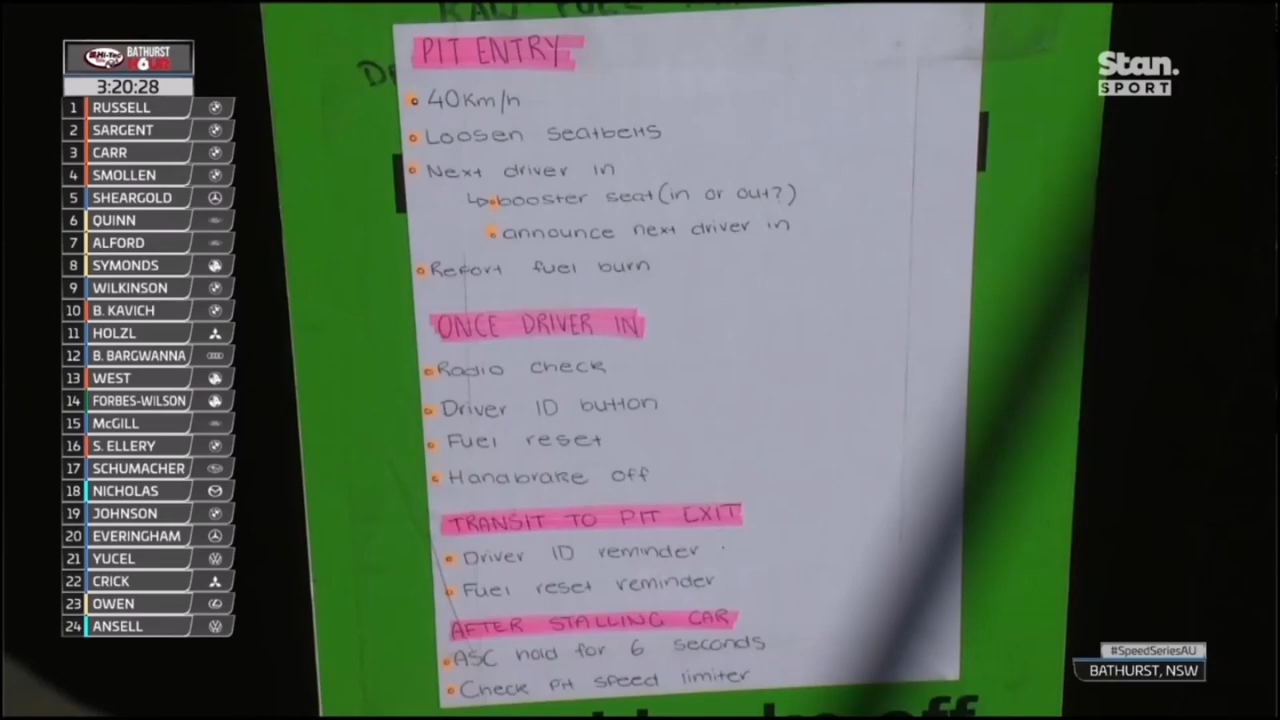 Hi-Tec BATHURST 6 HOUR
3:20:28
1 RUSSELL
2 SARGENT
3 CARR
4 SMOLLEN
5 SHEARGOLD
6 QUINN
7 ALFORD
8 SYMONDS
9 WILKINSON
10 B. KAVICH
11 HOLZL
12 B. BARGWANNA
13 WEST
14 FORBES-WILSON
15 McGILL
16 S. ELLERY
17 SCHUMACHER
18 NICHOLAS
19 JOHNSON
20 EVERINGHAM
21 YUCEL
22 CRICK
23 OWEN
24 ANSELL
PIT ENTRY
40Km/h
Loosen seatbelts
Next driver in
booster seat (in or out?)
announce next driver in
Report fuel burn
ONCE DRIVER IN
Radio check
Driver ID button
Fuel reset
Handbrake off
TRANSIT TO PIT EXIT
Driver ID reminder
Fuel reset reminder
AFTER STALLING CAR
ASC hold for 6 seconds
Check pit speed limiter
Stan.
SPORT
#SpeedSeriesAU
BATHURST, NSW